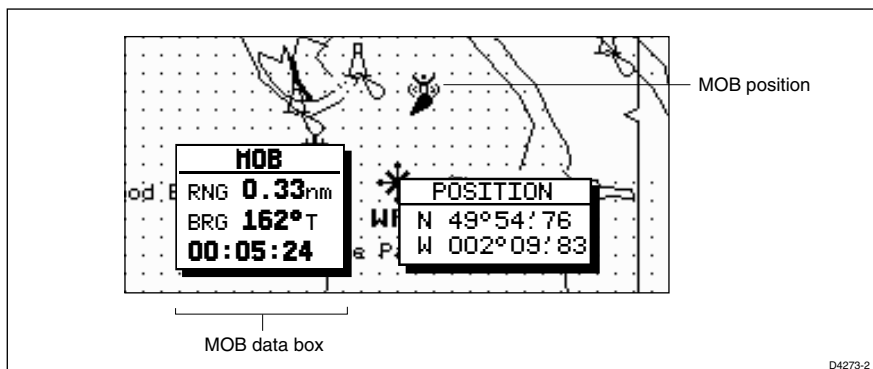 MOB position
MOB
RNG 0.33nm
BRG 162°T
00:05:24
POSITION
N 49°54'.76
W 002°09'.83
MOB data box
D4273-2